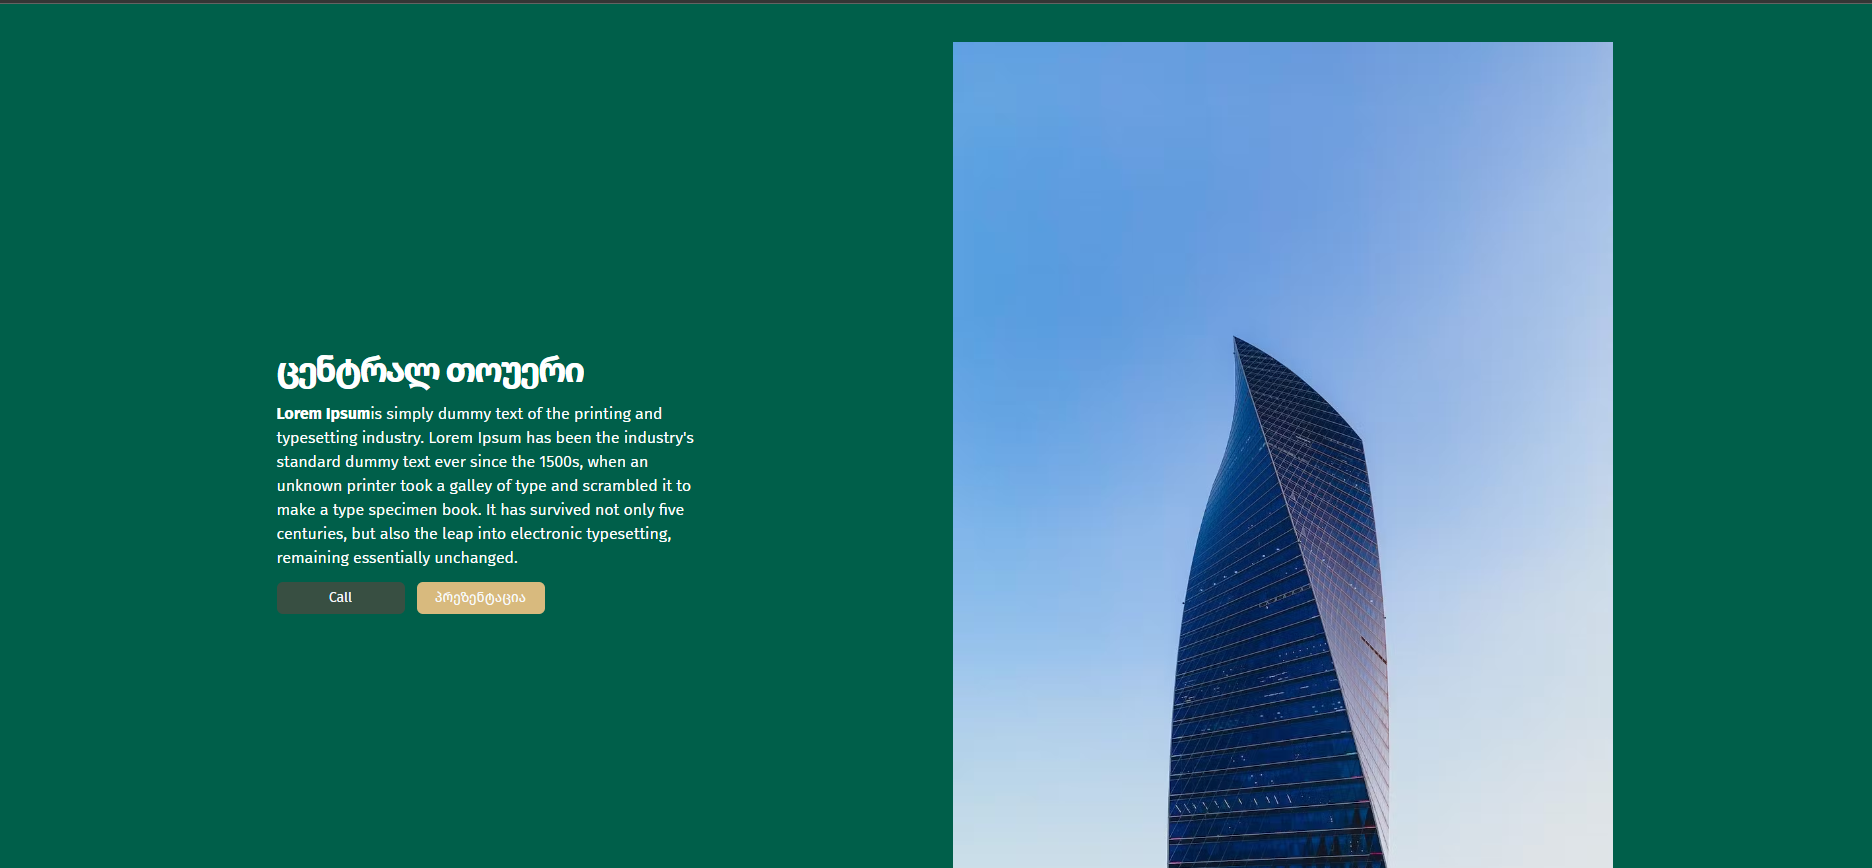 ცენტრალ თოუერი
Lorem Ipsumis simply dummy text of the printing and
typesetting industry. Lorem Ipsum has been the industry's
standard dummy text ever since the 1500s, when an
unknown printer took a galley of type and scrambled it to
make a type specimen book. It has survived not only five
centuries, but also the leap into electronic typesetting,
remaining essentially unchanged.
Call პრეზენტაცია